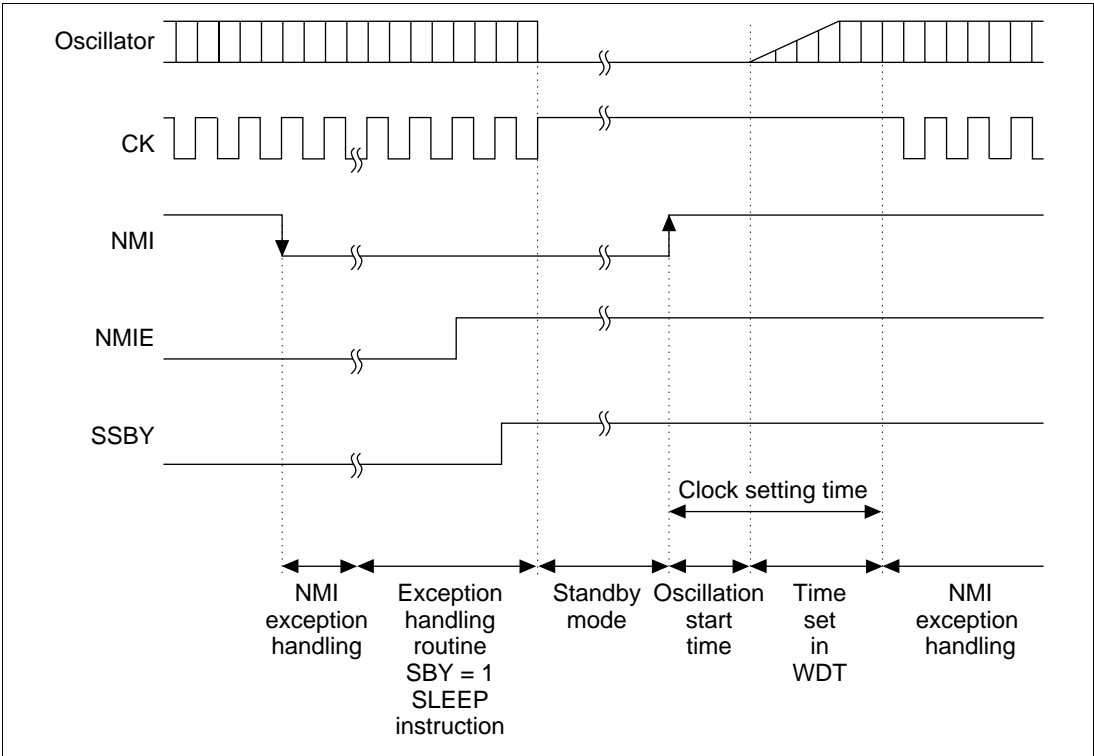 Oscillator
CK
NMI
NMIE
SSBY
Clock setting time
NMI
exception
handling
Exception
handling
routine
SBY = 1
SLEEP
instruction
Standby
mode
Oscillation
start
time
Time
set
in
WDT
NMI
exception
handling